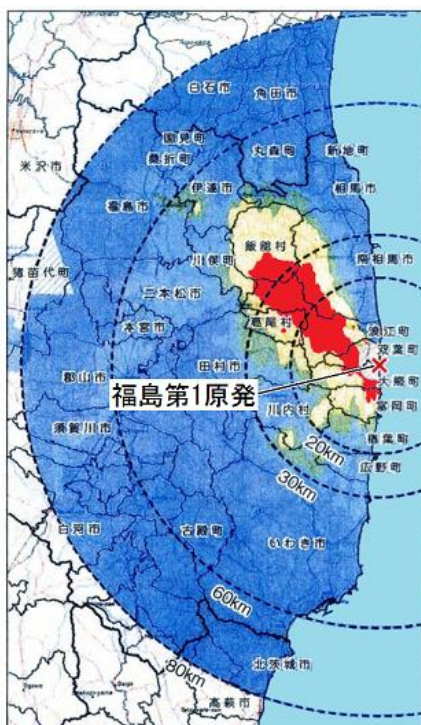 白石市
角田市
国見町
桑折町
丸森町
新地町
米沢市
伊達市
相馬市
福島市
飯舘村
川俣町
南相馬市
猪苗代町
二本松市
葛尾村
浪江町
本宮市
双葉町
田村市
大熊町
郡山市
福島第1原発
川内村
富岡町
須賀川市
20km
楢葉町
30km
広野町
白河市
古殿町
いわき市
60km
80km
北茨城市
高萩市